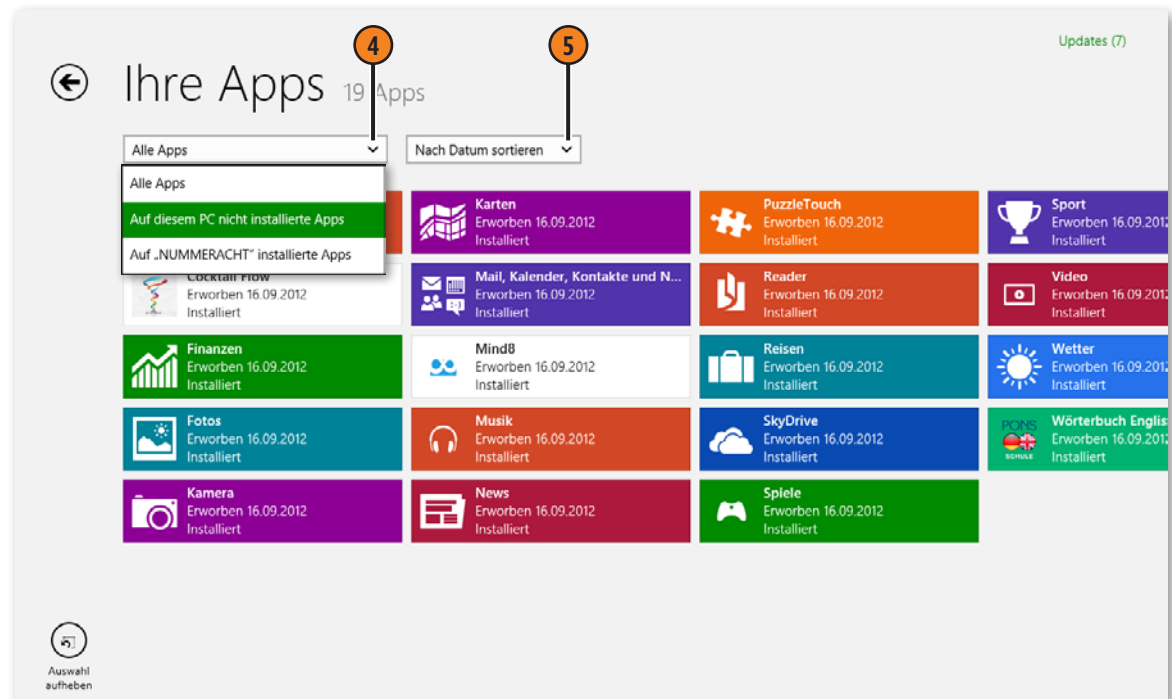 4
5
Updates (7)
Ihre Apps 19 Apps
Alle Apps
Nach Datum sortieren
Alle Apps
Auf diesem PC nicht installierte Apps
Auf „NUMMERACHT“ installierte Apps
Cocktail Flow
Erworben 16.09.2012
Installiert
Finanzen
Erworben 16.09.2012
Installiert
Fotos
Erworben 16.09.2012
Installiert
Kamera
Erworben 16.09.2012
Installiert
Karten
Erworben 16.09.2012
Installiert
Mail, Kalender, Kontakte und N...
Erworben 16.09.2012
Installiert
Mind8
Erworben 16.09.2012
Installiert
Musik
Erworben 16.09.2012
Installiert
News
Erworben 16.09.2012
Installiert
PuzzleTouch
Erworben 16.09.2012
Installiert
Reader
Erworben 16.09.2012
Installiert
Reisen
Erworben 16.09.2012
Installiert
SkyDrive
Erworben 16.09.2012
Installiert
Spiele
Erworben 16.09.2012
Installiert
Sport
Erworben 16.09.201
Installiert
Video
Erworben 16.09.201
Installiert
Wetter
Erworben 16.09.201
Installiert
PONS
SCHULE
Wörterbuch Englis
Erworben 16.09.201
Installiert
Auswahl
aufheben